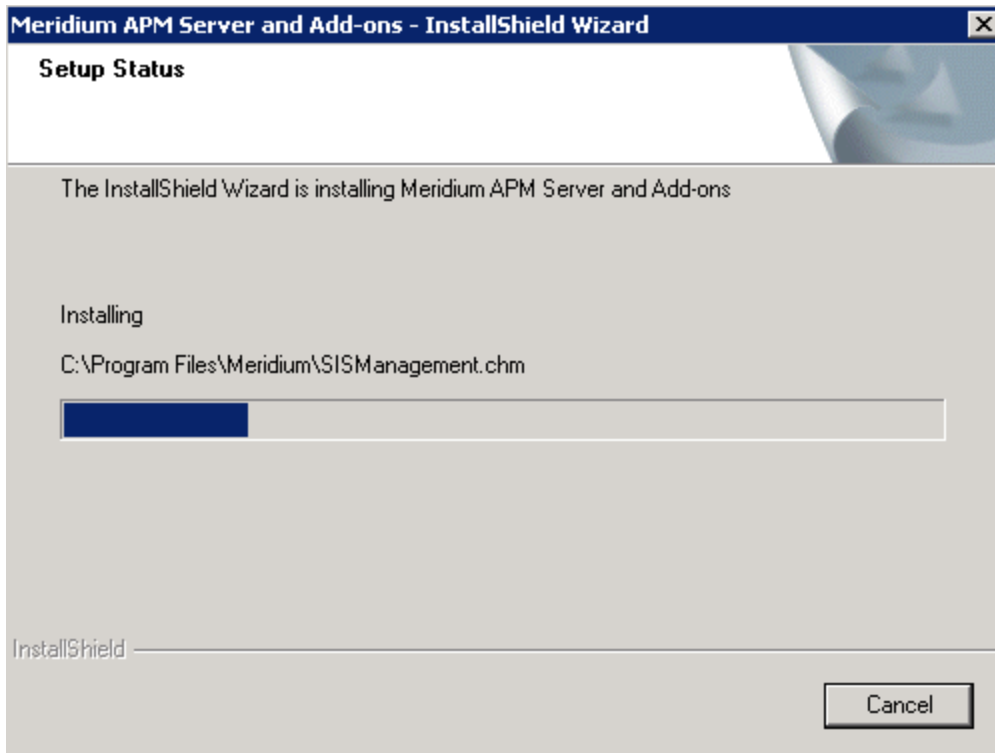 Meridium APM Server and Add-ons - InstallShield Wizard
Setup Status
The InstallShield Wizard is installing Meridium APM Server and Add-ons
Installing
C:\Program Files\Meridium\SISManagement.chm
InstallShield
Cancel